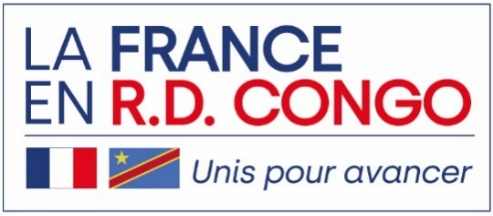 LA FRANCE
EN R.D. CONGO
Unis pour avancer